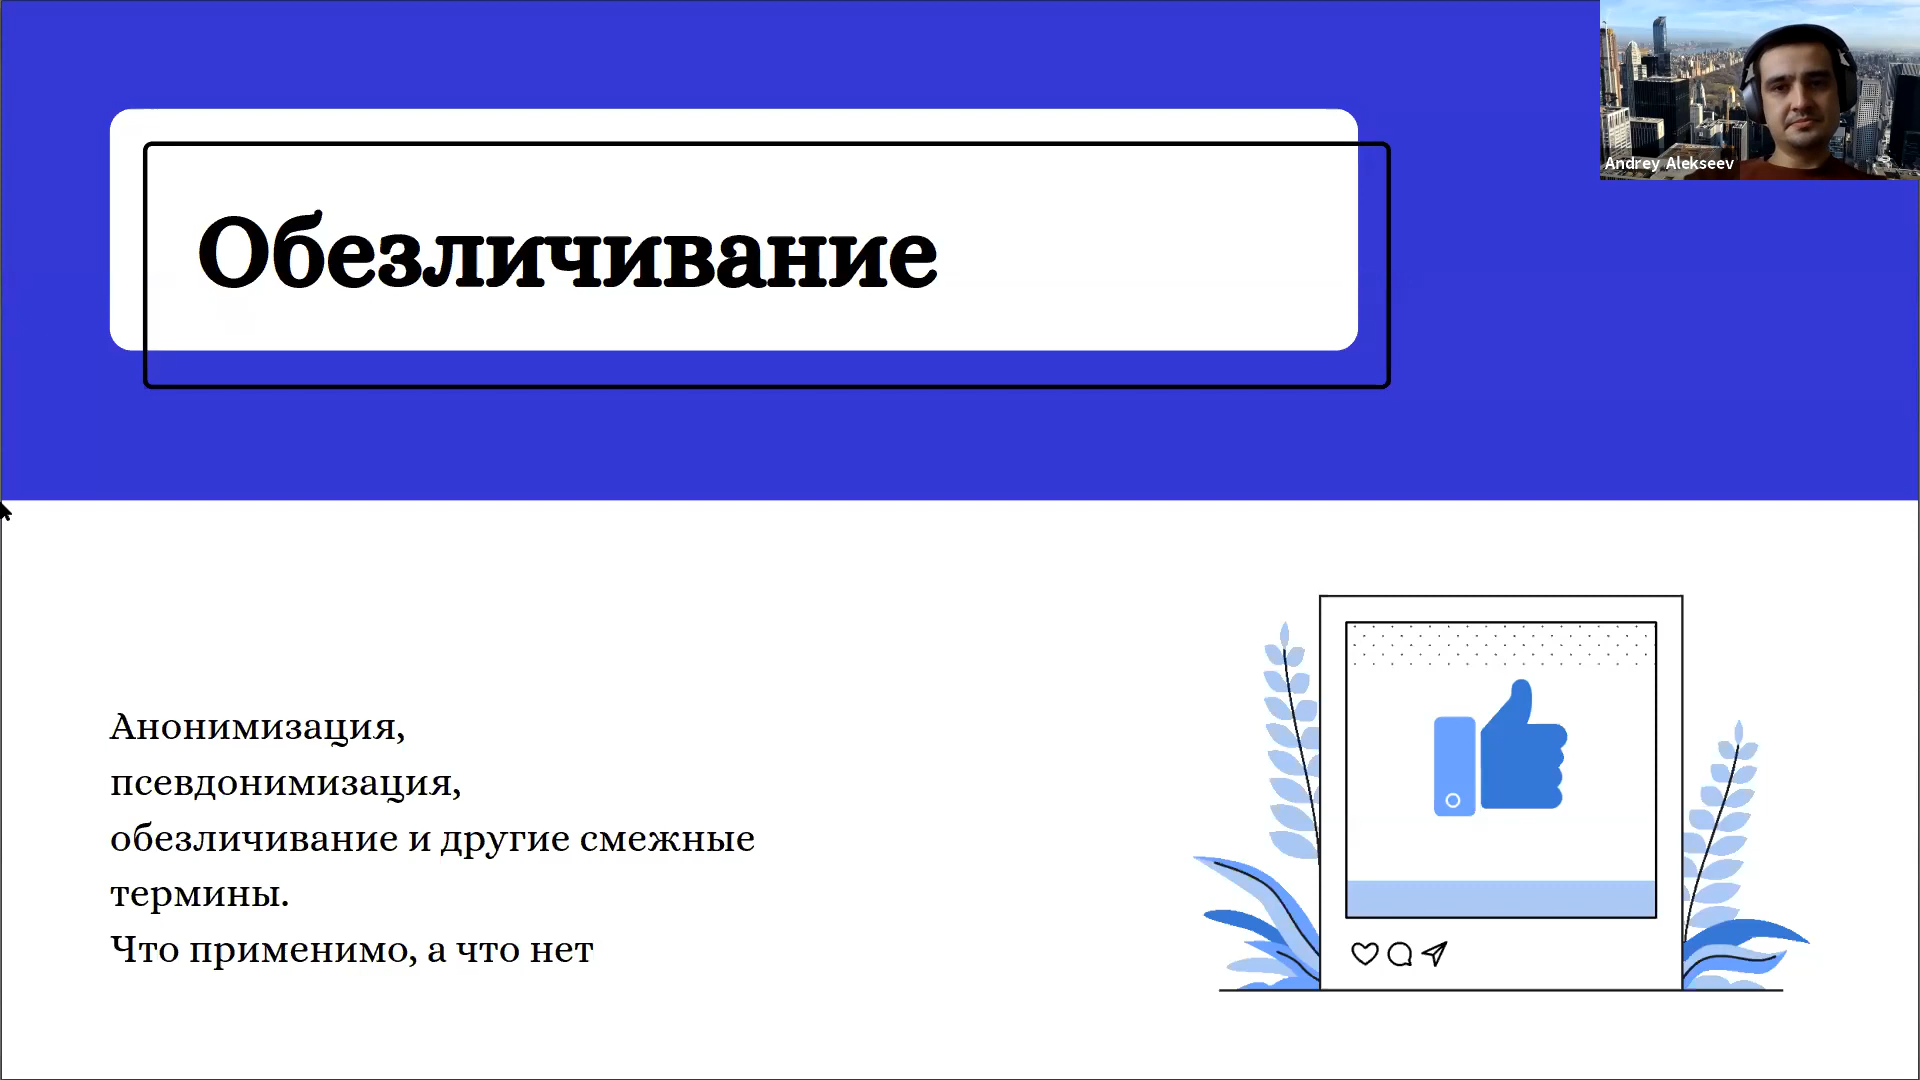 Andrey Alekseev
Обезличивание
Анонимизация,
псевдонимизация,
обезличивание и другие смежные
термины.
Что применимо, а что нет